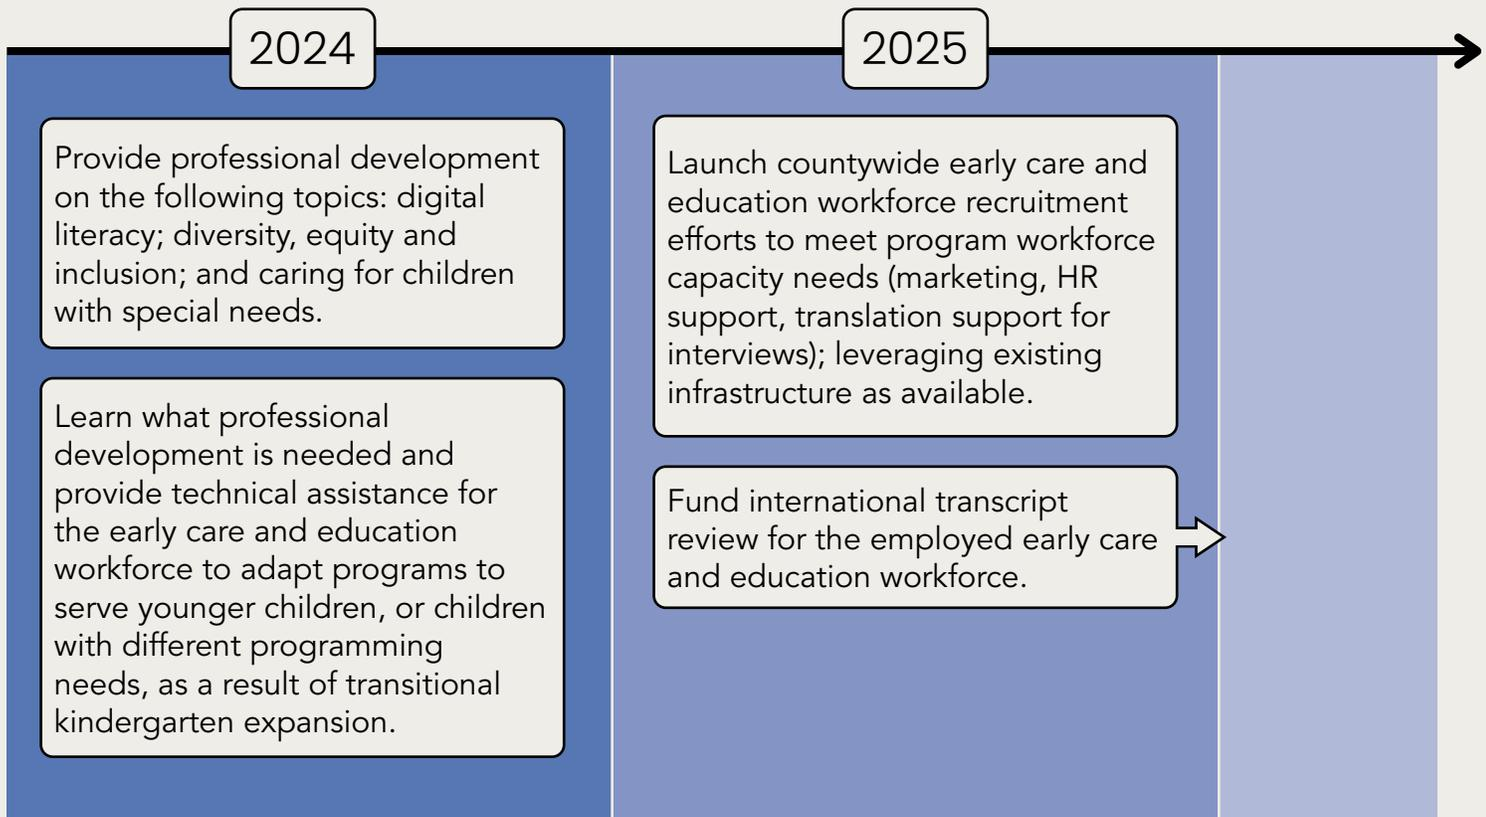 2024
Provide professional development
on the following topics: digital
literacy; diversity, equity and
inclusion; and caring for children
with special needs.
Learn what professional
development is needed and
provide technical assistance for
the early care and education
workforce to adapt programs to
serve younger children, or children
with different programming
needs, as a result of transitional
kindergarten expansion.
2025
Launch countywide early care and
education workforce recruitment
efforts to meet program workforce
capacity needs (marketing, HR
support, translation support for
interviews); leveraging existing
infrastructure as available.
Fund international transcript
review for the employed early care
and education workforce.